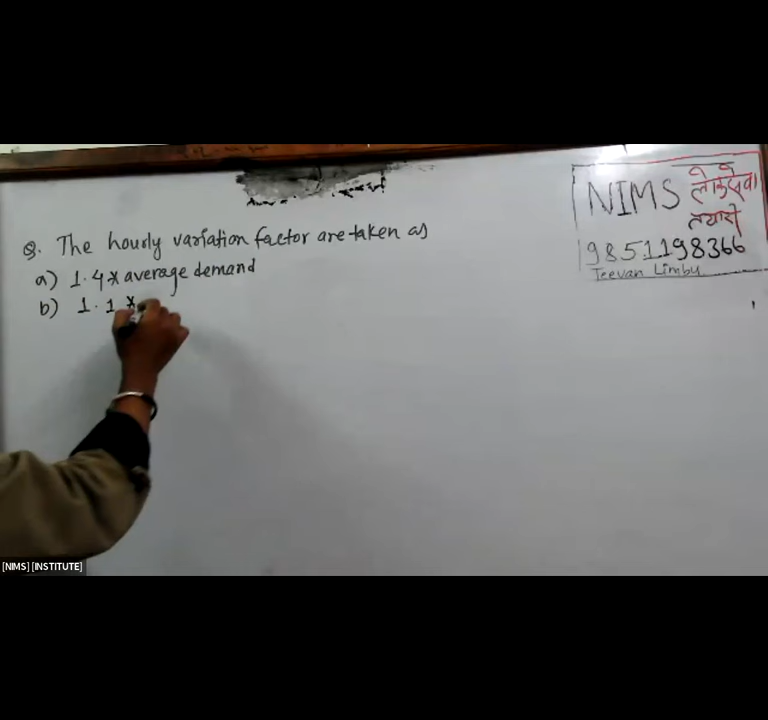 NIMS लोकसेवा
तयारी
9851198366
Jeevan Limbu
Q. The hourly variation factor are taken as
a) 1.4 * average demand
b) 1.1 *
[NIMS] [INSTITUTE]